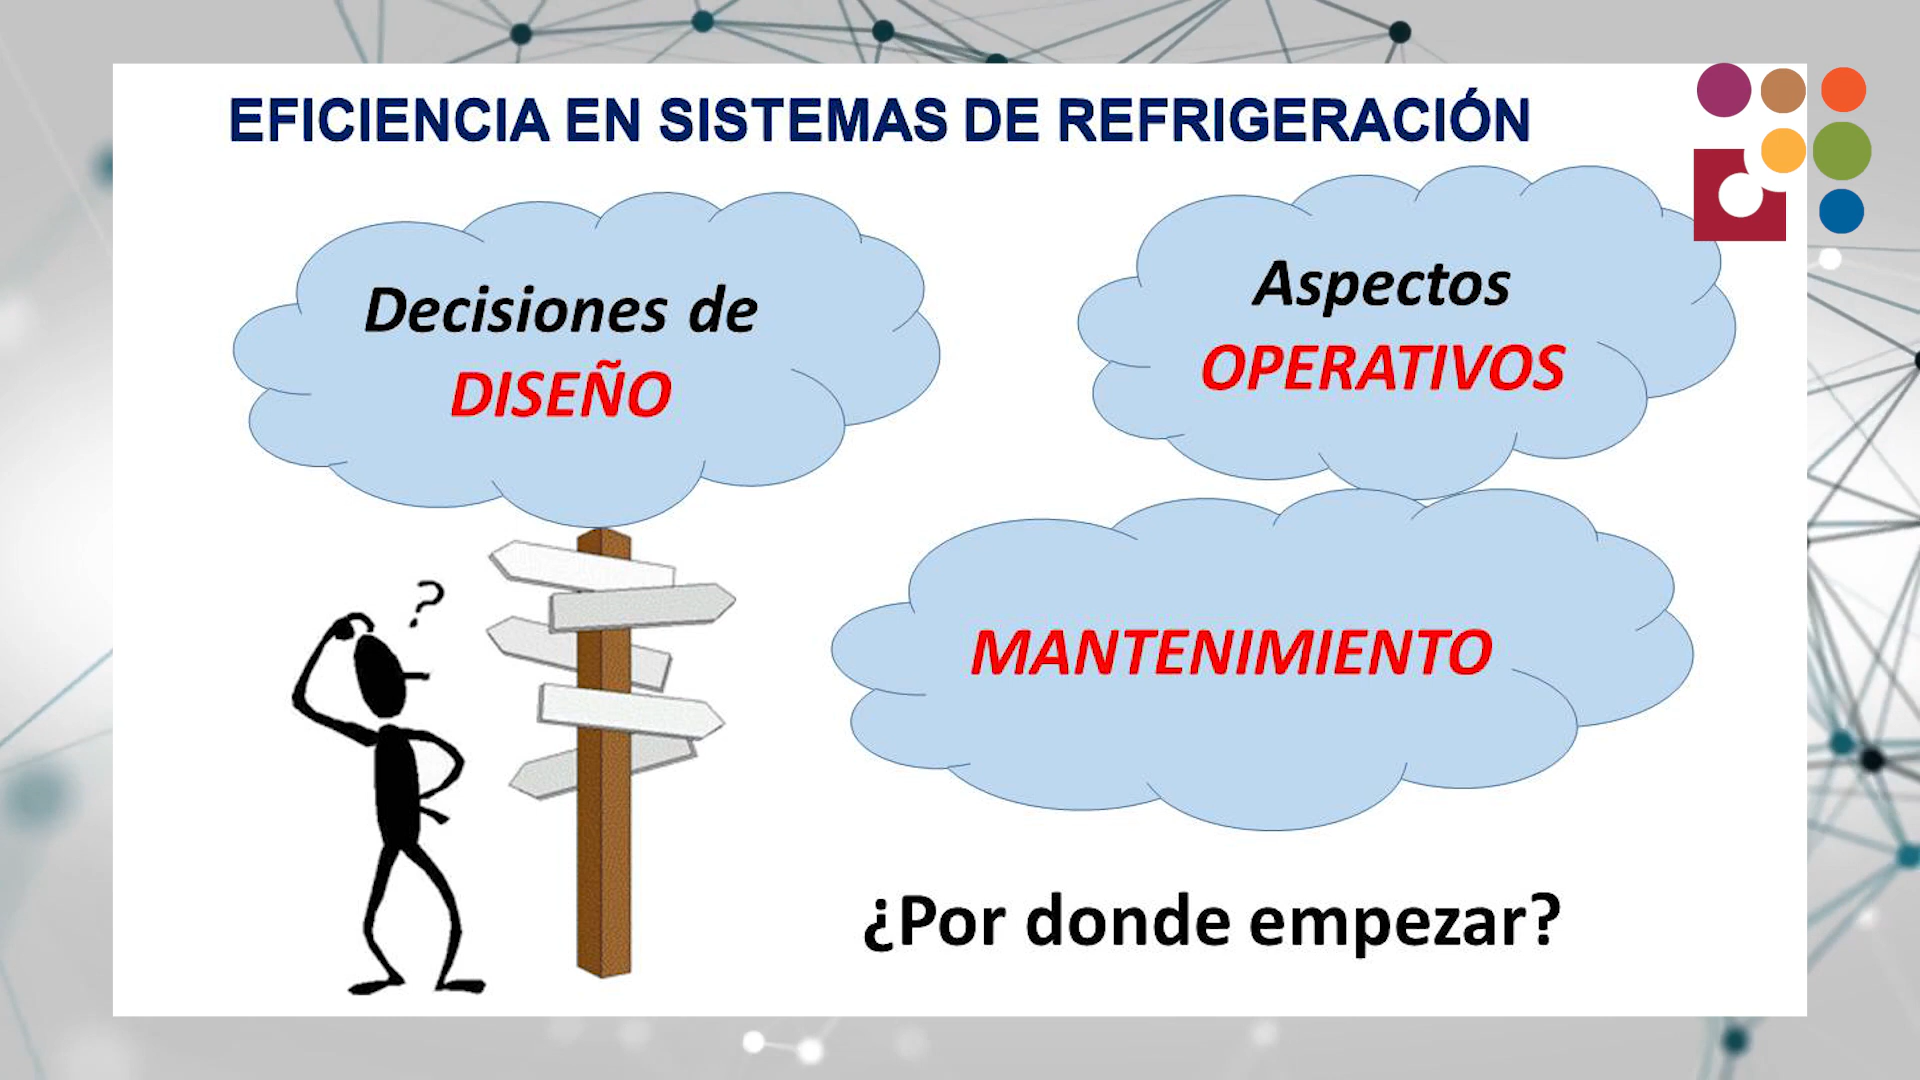 EFICIENCIA EN SISTEMAS DE REFRIGERACIÓN
Decisiones de
DISEÑO
Aspectos
OPERATIVOS
MANTENIMIENTO
?
¿Por donde empezar?